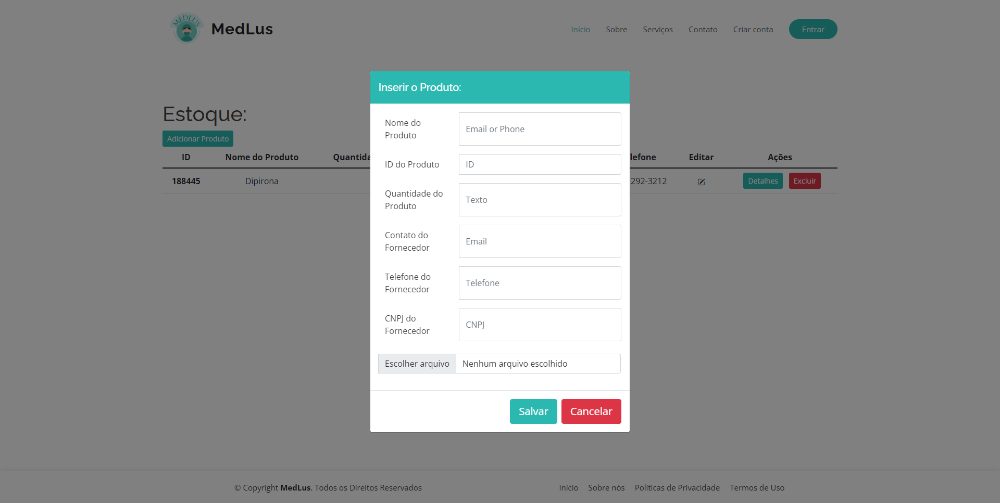 MEDLUS
MedLus
Início
Sobre
Serviços
Contato
Criar conta
Entrar
Inserir o Produto:
Nome do
Produto
Email or Phone
ID do Produto
ID
Quantidade do
Produto
Texto
Contato do
Fornecedor
Email
Telefone do
Fornecedor
Telefone
CNPJ do
Fornecedor
CNPJ
Escolher arquivo
Nenhum arquivo escolhido
Salvar
Cancelar
Estoque:
Adicionar Produto
ID
Nome do Produto
Quantida
lefone
Editar
Ações
188445
Dipirona
292-3212
Detalhes
Excluir
© Copyright MedLus. Todos os Direitos Reservados
Início
Sobre nós
Políticas de Privacidade
Termos de Uso